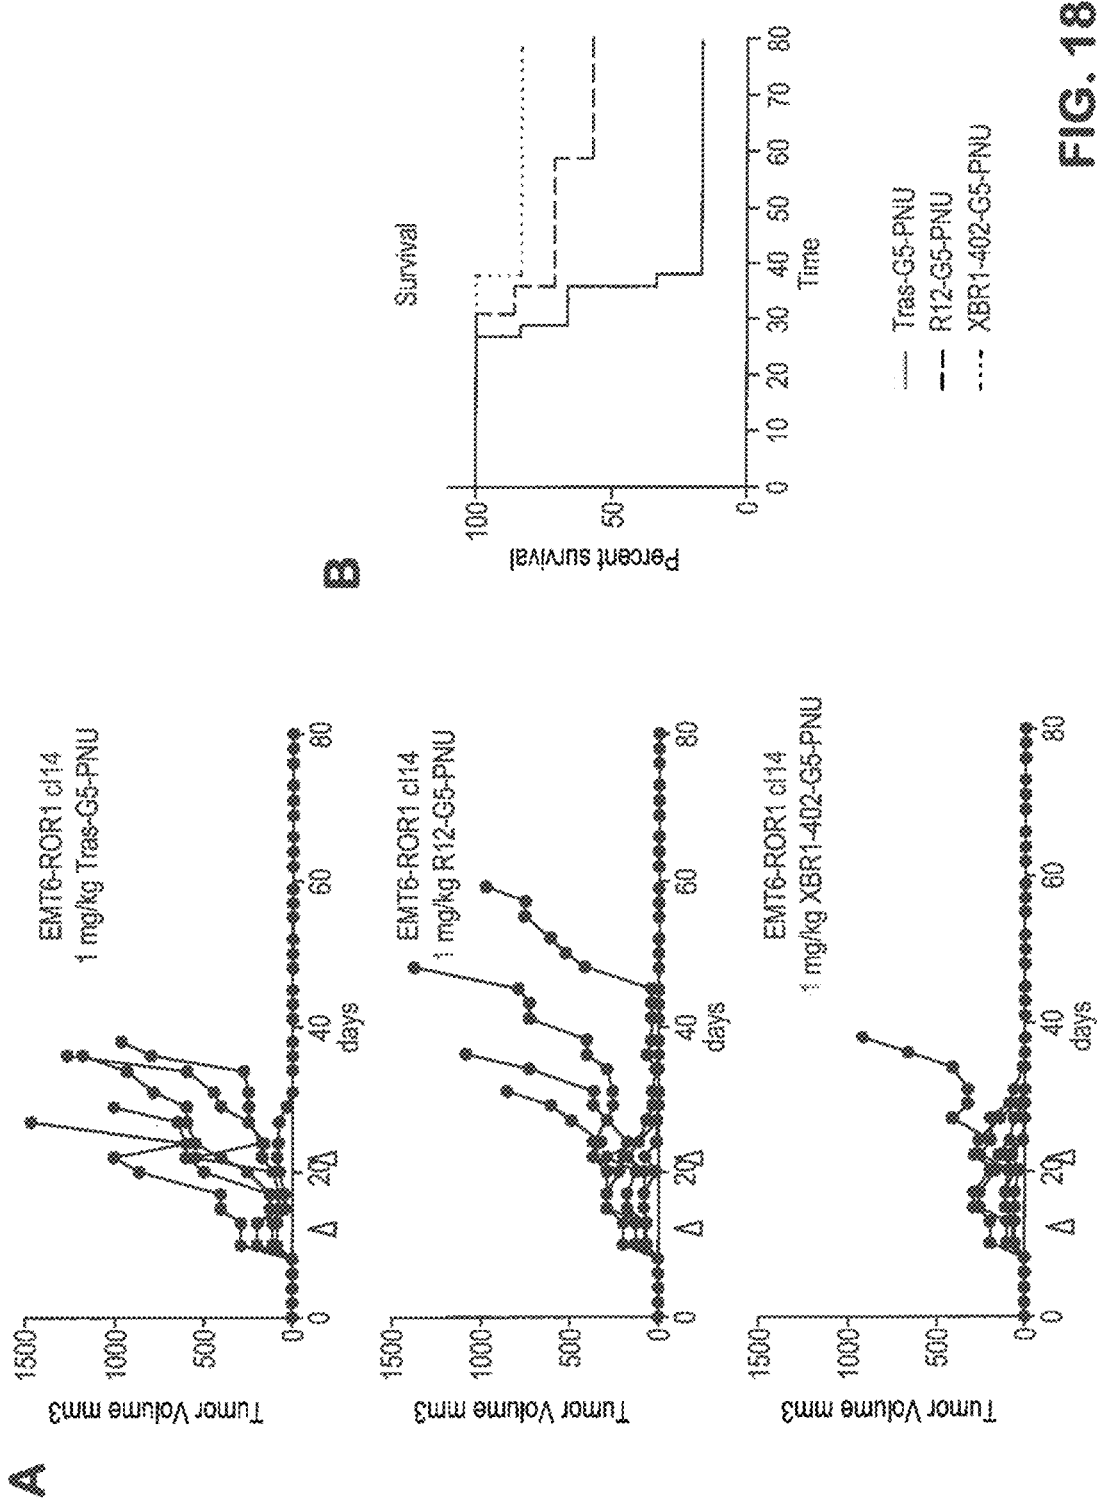 A
EMT6-ROR1 cl14
1 mg/kg Tras-G5-PNU
Tumor Volume mm3
1500
1000
500
0
0
20
40
60
80
Δ
Δ
days
EMT6-ROR1 cl14
1 mg/kg R12-G5-PNU
Tumor Volume mm3
1500
1000
500
0
0
20
40
60
80
Δ
Δ
days
EMT6-ROR1 cl14
1 mg/kg XBR1-402-G5-PNU
Tumor Volume mm3
1500
1000
500
0
0
20
40
60
80
Δ
Δ
days
B
Survival
Percent survival
100
50
0
0
10
20
30
40
50
60
70
80
Time
Tras-G5-PNU
R12-G5-PNU
XBR1-402-G5-PNU
FIG. 18